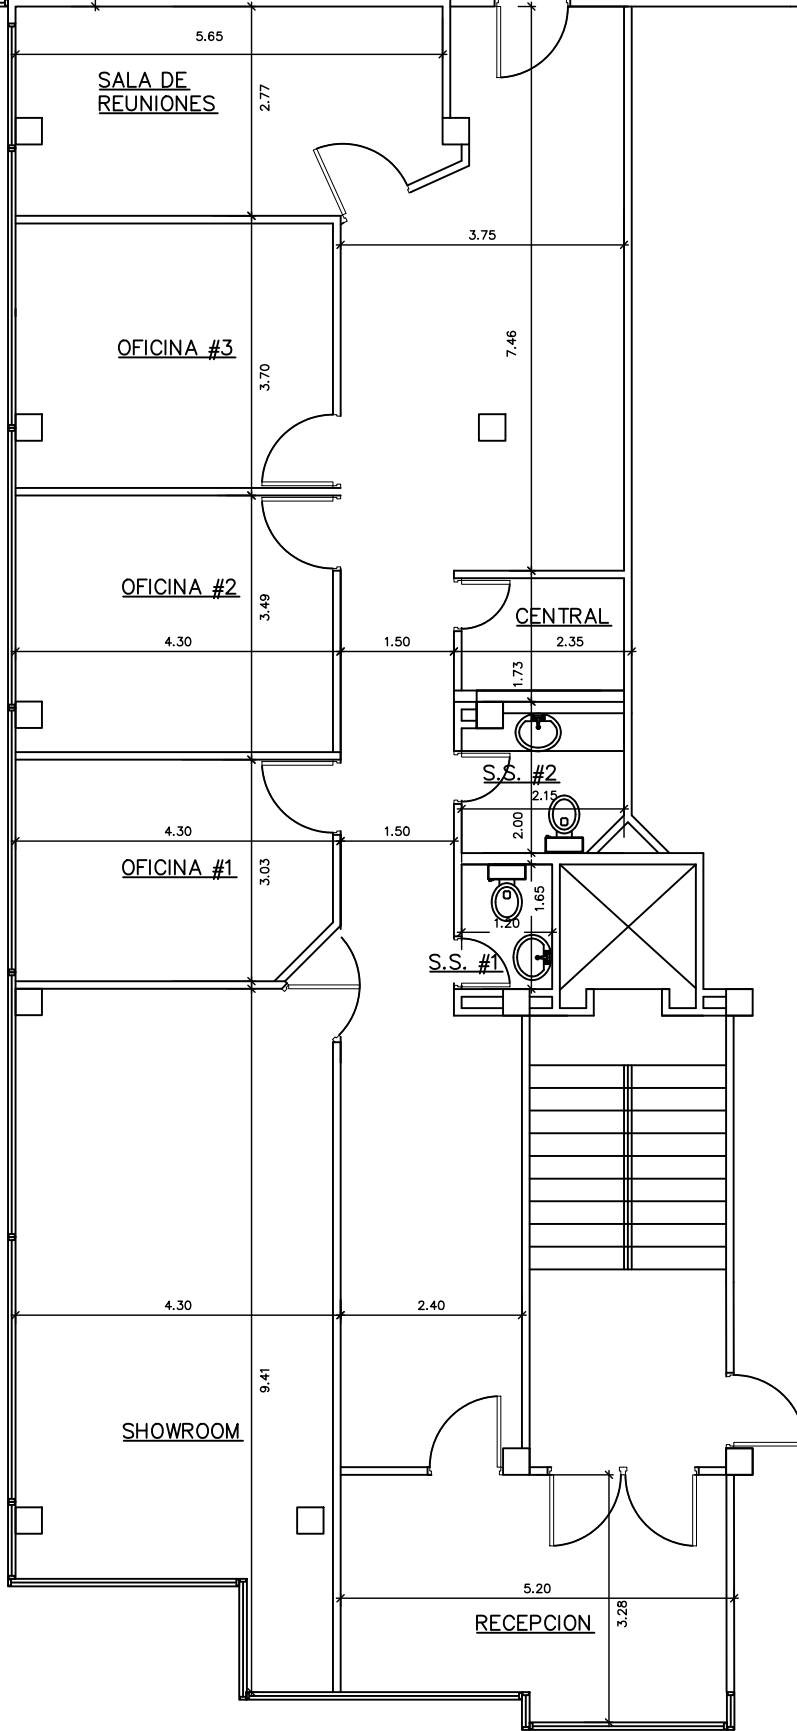 5.65
SALA DE
REUNIONES
2.77
3.75
7.46
OFICINA #3
3.70
OFICINA #2
3.49
CENTRAL
4.30
1.50
2.35
1.73
S.S. #2
2.15
2.00
4.30
1.50
OFICINA #1
3.03
1.65
1.20
S.S. #1
4.30
2.40
9.41
SHOWROOM
5.20
3.28
RECEPCION